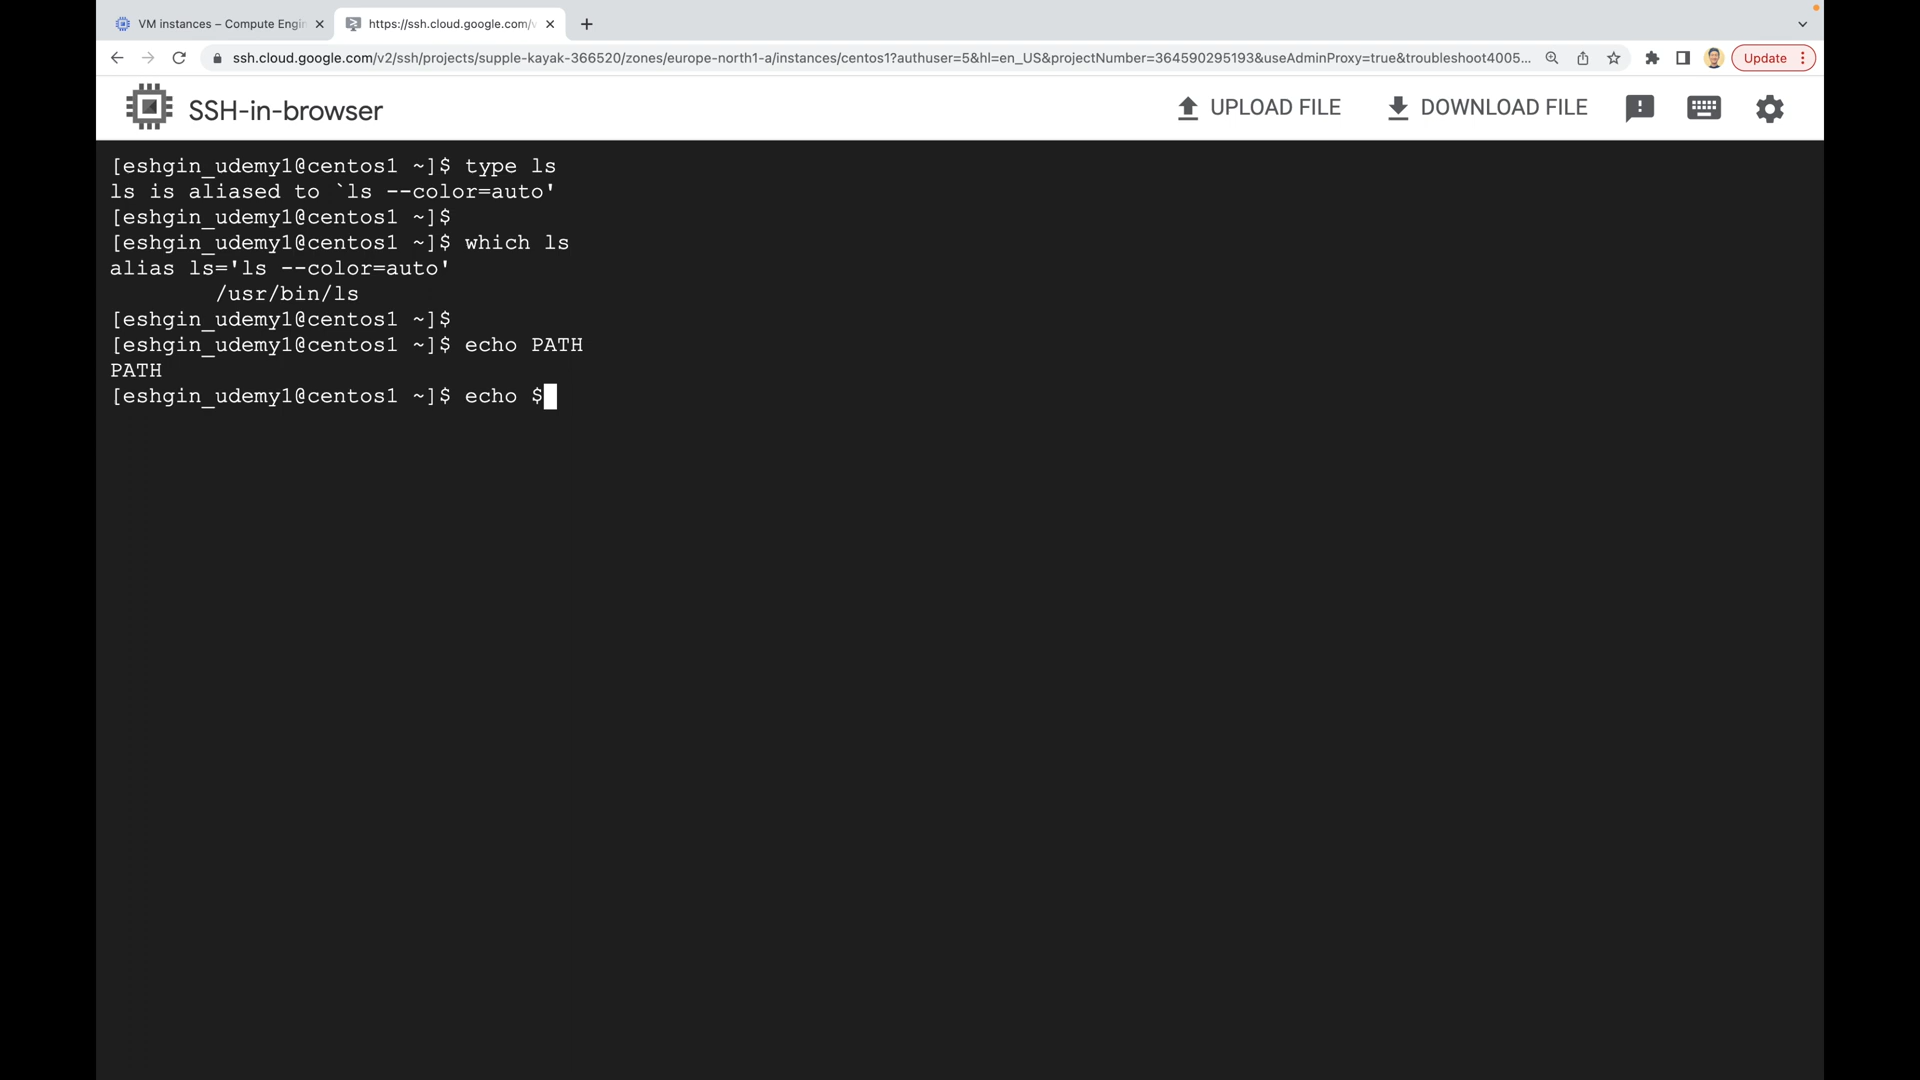 VM instances – Compute Engin
https://ssh.cloud.google.com/v
ssh.cloud.google.com/v2/ssh/projects/supple-kayak-366520/zones/europe-north1-a/instances/centos1?authuser=5&hl=en_US&projectNumber=364590295193&useAdminProxy=true&troubleshoot4005...
Update
SSH-in-browser
UPLOAD FILE
DOWNLOAD FILE
[eshgin_udemy1@centos1 ~]$ type ls
ls is aliased to `ls --color=auto'
[eshgin_udemy1@centos1 ~]$
[eshgin_udemy1@centos1 ~]$ which ls
alias ls='ls --color=auto'
/usr/bin/ls
[eshgin_udemy1@centos1 ~]$
[eshgin_udemy1@centos1 ~]$ echo PATH
PATH
[eshgin_udemy1@centos1 ~]$ echo $